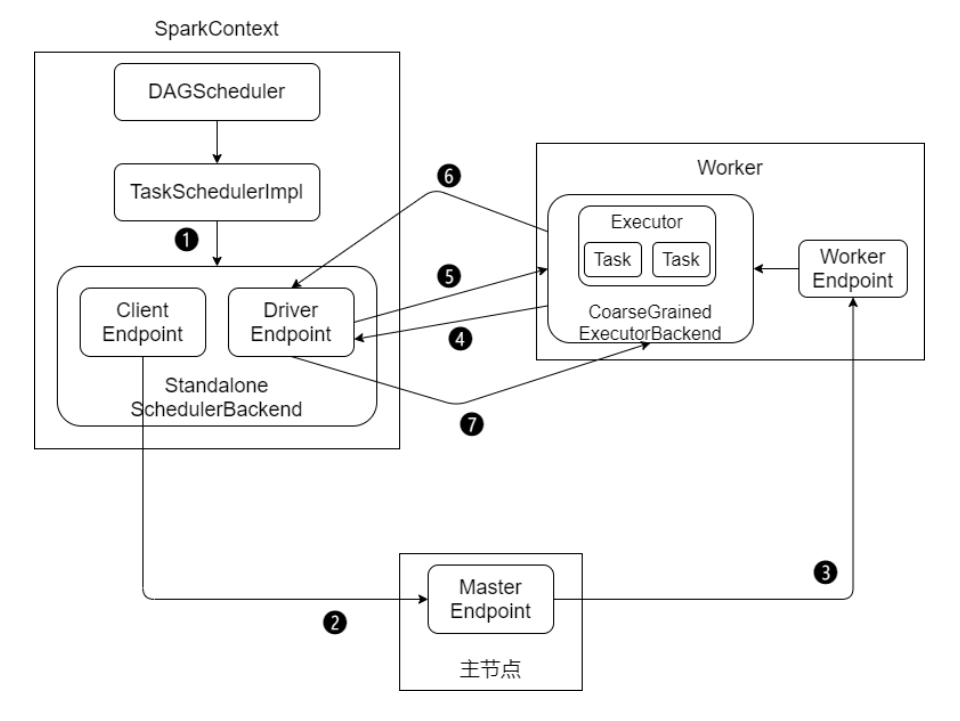 SparkContext
DAGScheduler
TaskSchedulerImpl
❶
Client
Endpoint
Driver
Endpoint
Standalone
SchedulerBackend
❻
❺
❹
❼
Worker
Executor
Task
Task
CoarseGrained
ExecutorBackend
Worker
Endpoint
❸
❷
Master
Endpoint
主节点